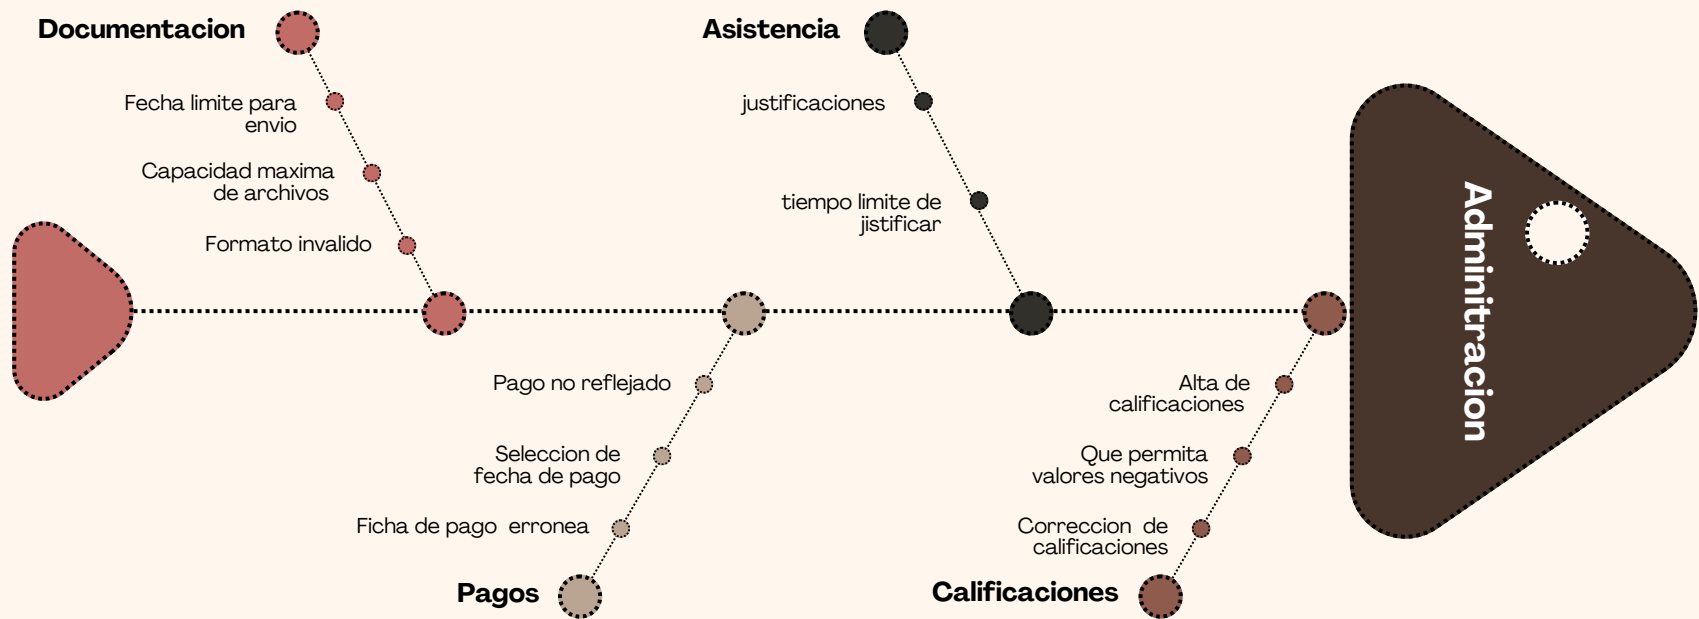 Documentacion
Fecha limite para
envio
Capacidad maxima
de archivos
Formato invalido
Asistencia
justificaciones
tiempo limite de
jistificar
Pago no reflejado
Seleccion de
fecha de pago
Ficha de pago  erronea
Pagos
Alta de
calificaciones
Que permita
valores negativos
Correccion  de
calificaciones
Calificaciones
Adminitracion